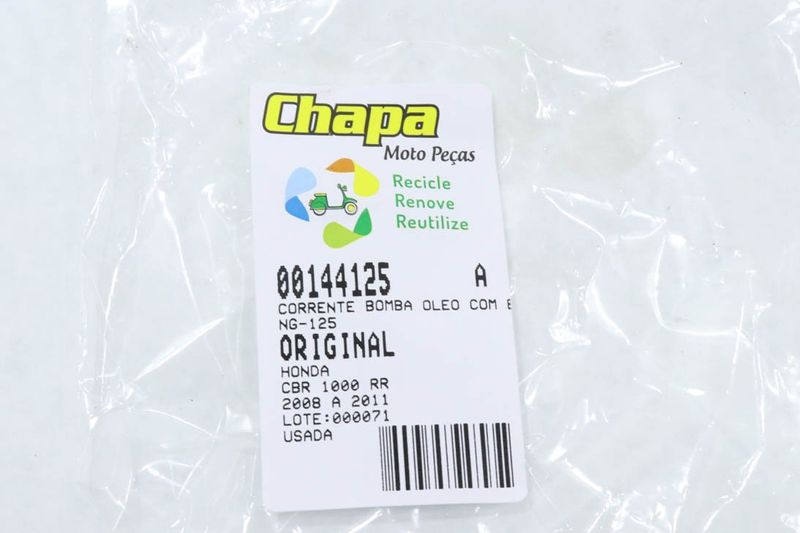 Chapa
Moto Peças
Recicle
Renove
Reutilize
00144125 A
CORRENTE BOMBA OLEO COM
NG-125
ORIGINAL
HONDA
CBR 1000 RR
2008 A 2011
LOTE:000071
USADA